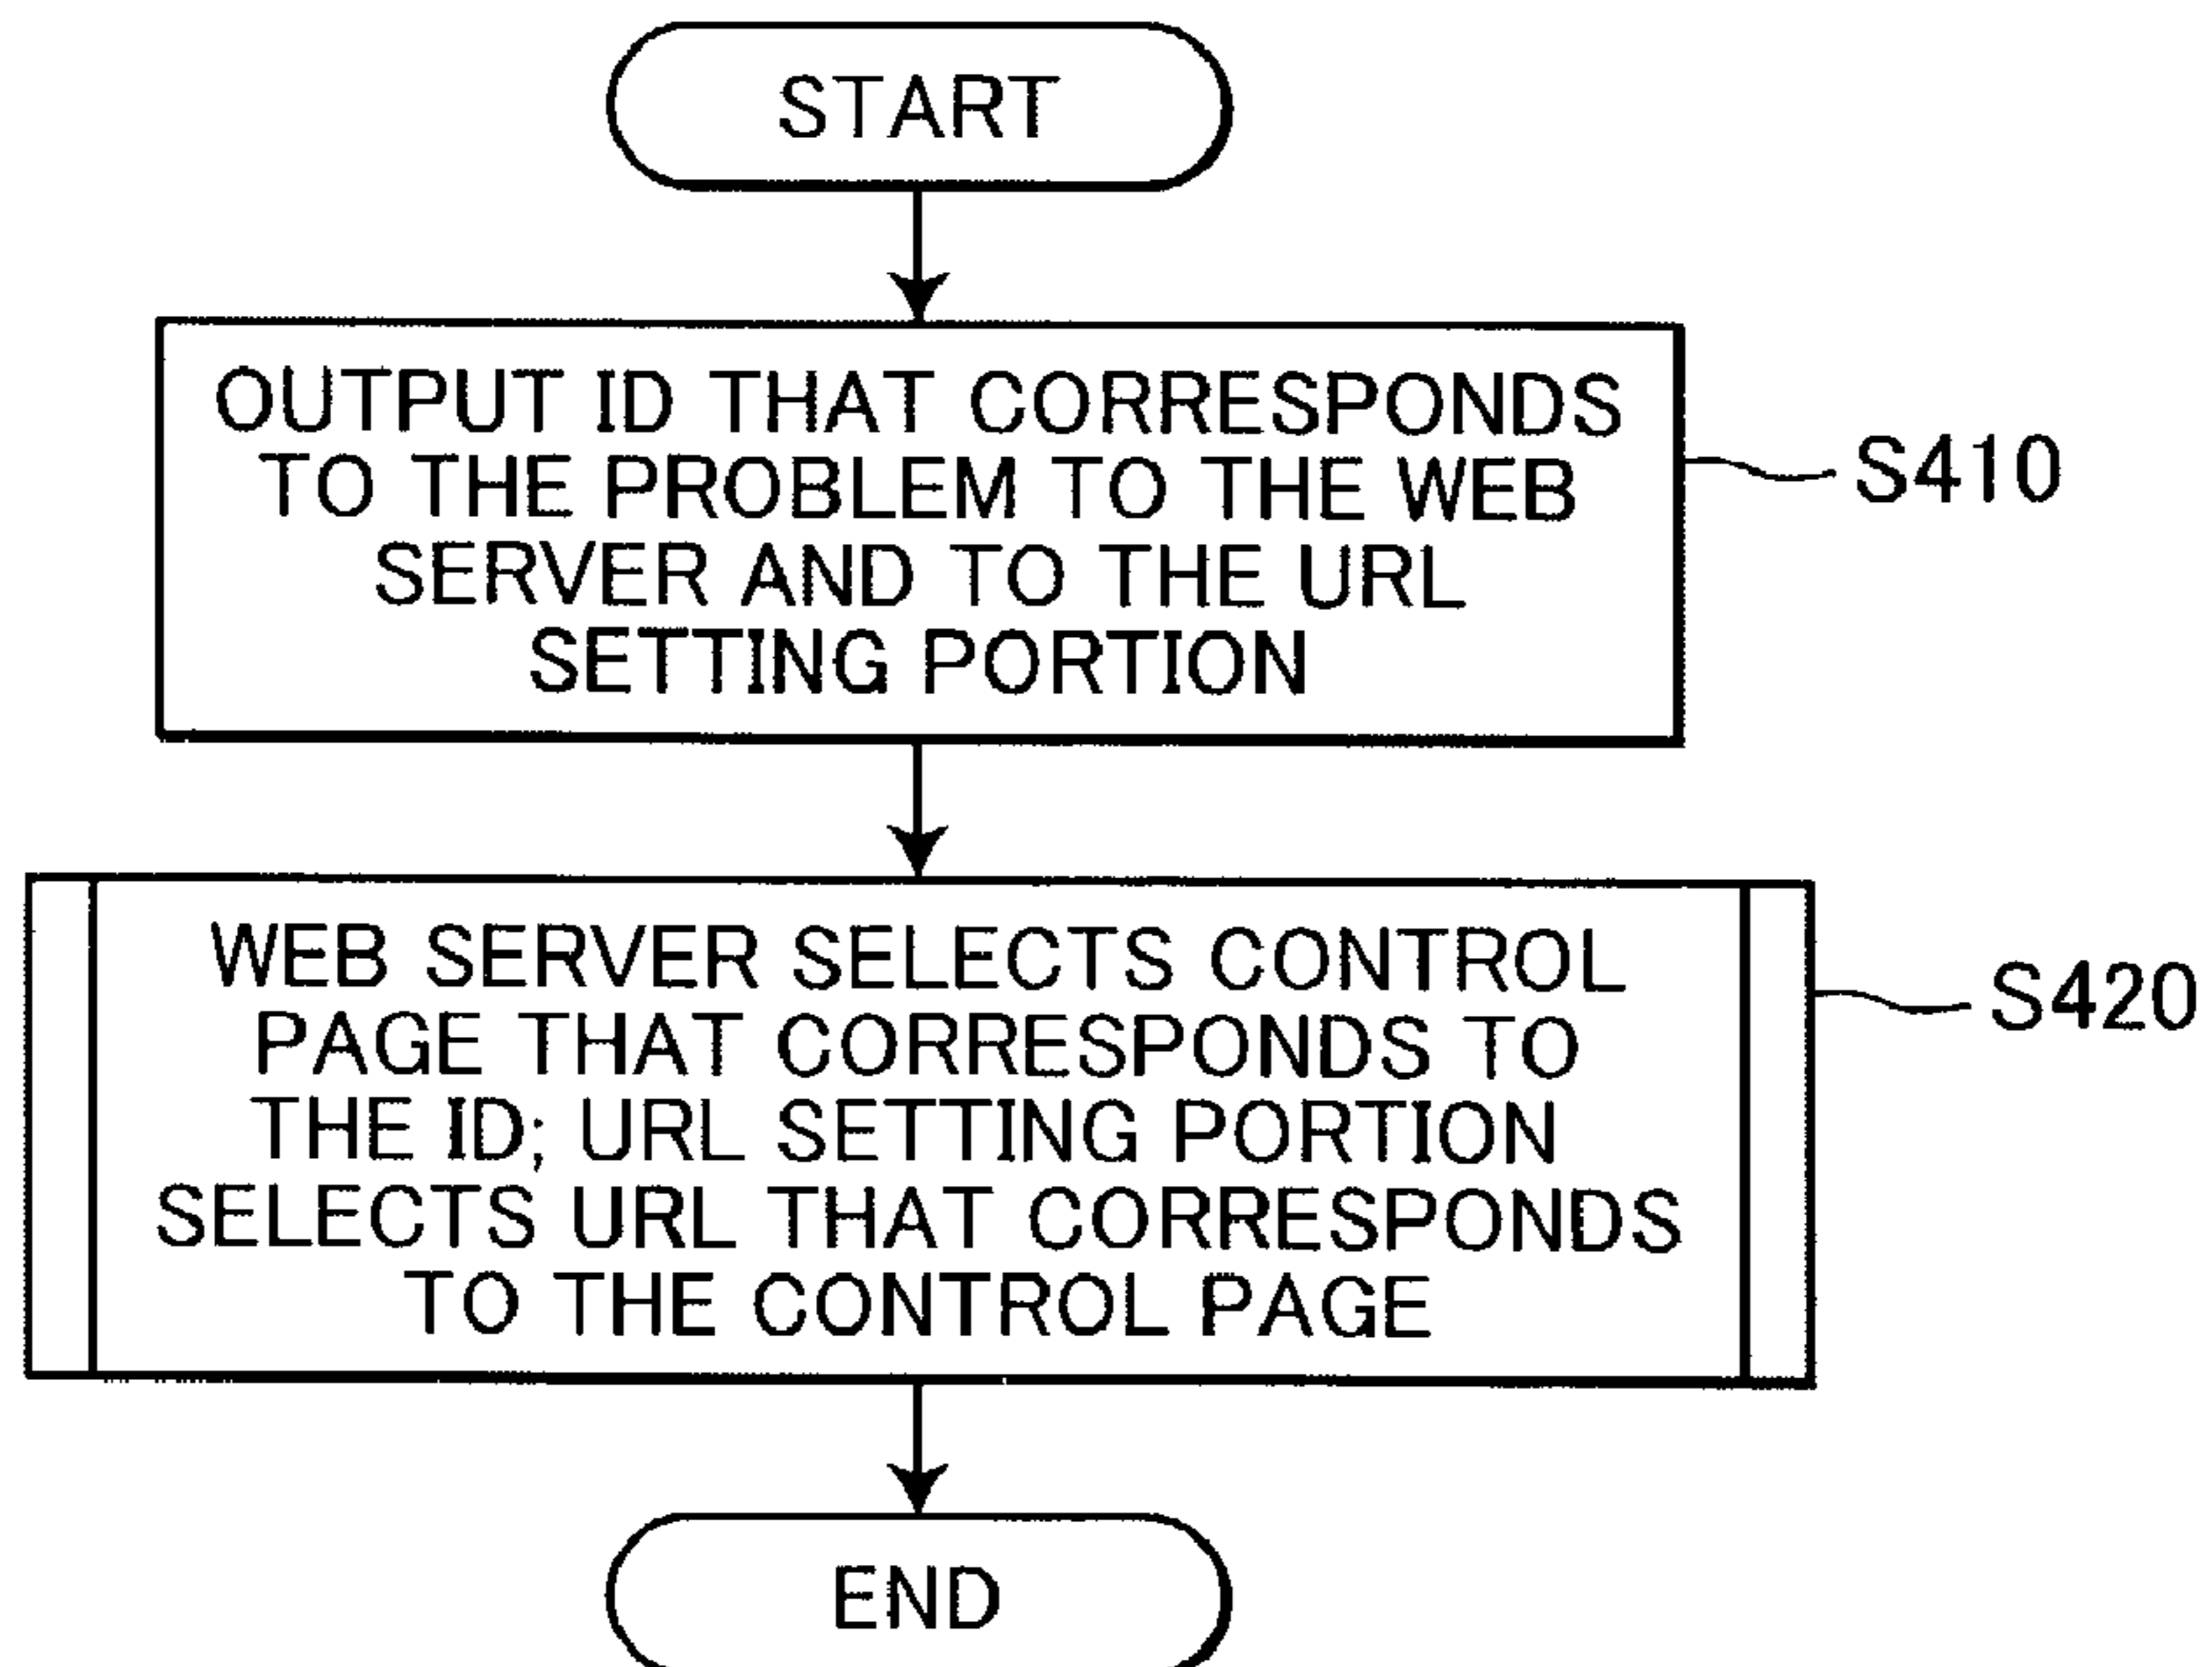 START
OUTPUT ID THAT CORRESPONDS
TO THE PROBLEM TO THE WEB
SERVER AND TO THE URL
SETTING PORTION
S410
WEB SERVER SELECTS CONTROL
PAGE THAT CORRESPONDS TO
THE ID; URL SETTING PORTION
SELECTS URL THAT CORRESPONDS
TO THE CONTROL PAGE
S420
END